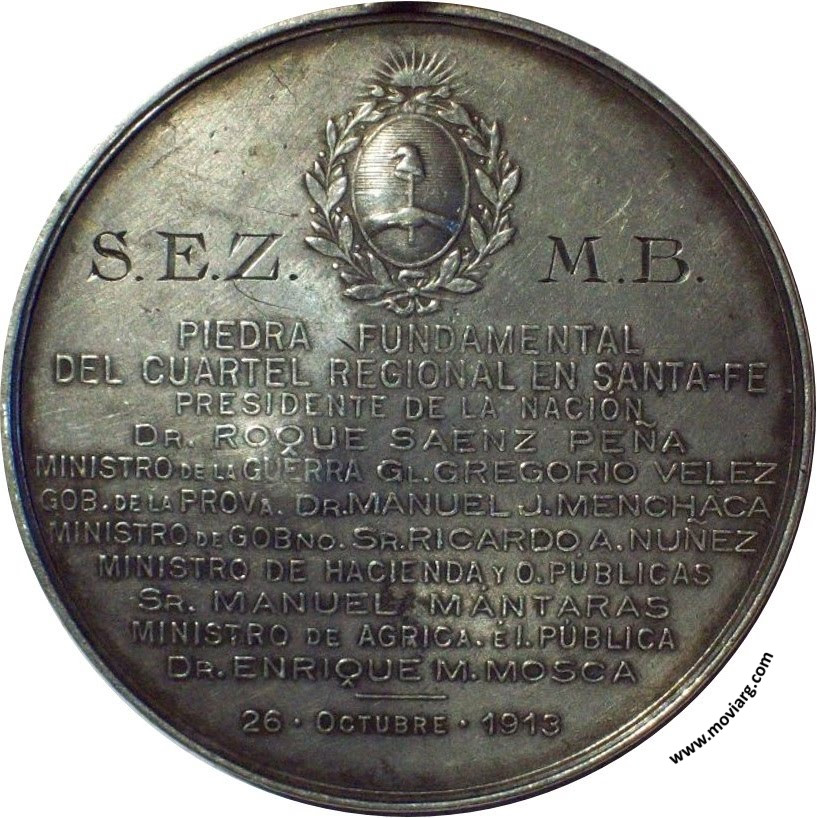 S.E.Z. M.B.
PIEDRA FUNDAMENTAL
DEL CUARTEL REGIONAL EN SANTA-FE
PRESIDENTE DE LA NACIÓN
DR. ROQUE SAENZ PEÑA
MINISTRO DE LA GUERRA GL. GREGORIO VELEZ
GOB. DE LA PROVA. DR. MANUEL J. MENCHACA
MINISTRO DE GOBNO. SR. RICARDO A. NUÑEZ
MINISTRO DE HACIENDA Y O. PÚBLICAS
SR. MANUEL MÁNTARAS
MINISTRO DE AGRICA. É I. PÚBLICA
DR. ENRIQUE M. MOSCA
26 · OCTUBRE · 1913
www.moviarg.com